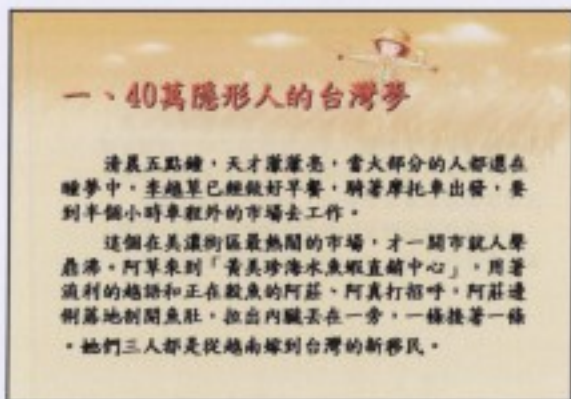 一、40萬隱形人的台灣夢
清晨五點鐘，天才濛濛亮，當大部分的人都還在
睡夢中，李越草已經做好早餐，騎著摩托車出發，要
到半個小時車程外的市場去工作。
這個在美濃街區最熱鬧的市場，才一開市就人聲
鼎沸。阿草來到「黃美珍海水魚蝦直銷中心」，用著
流利的越語和正在殺魚的阿莊、阿真打招呼，阿莊邊
俐落地剖開魚肚，拉出內臟丟在一旁，一條接著一條
。她們三人都是從越南嫁到台灣的新移民。